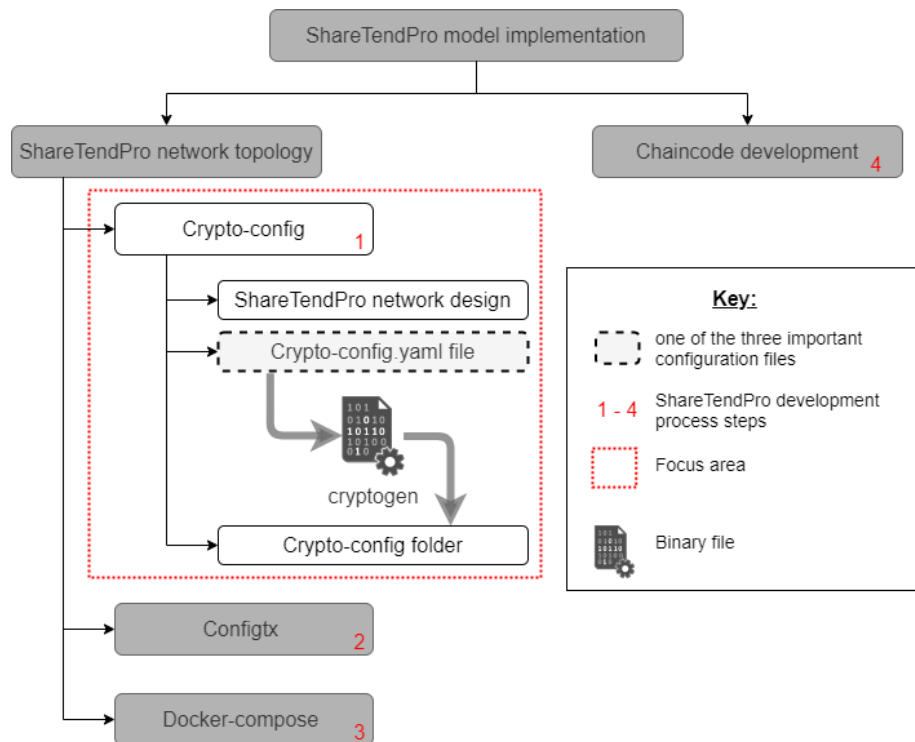 ShareTendPro model implementation
ShareTendPro network topology
Chaincode development
4
Crypto-config
1
ShareTendPro network design
Crypto-config.yaml file
101
01010
10110
10100
010
cryptogen
Crypto-config folder
Configtx
2
Docker-compose
3
Key:
one of the three important
configuration files
1 - 4
ShareTendPro development
process steps
Focus area
101
01010
10110
10100
010
Binary file